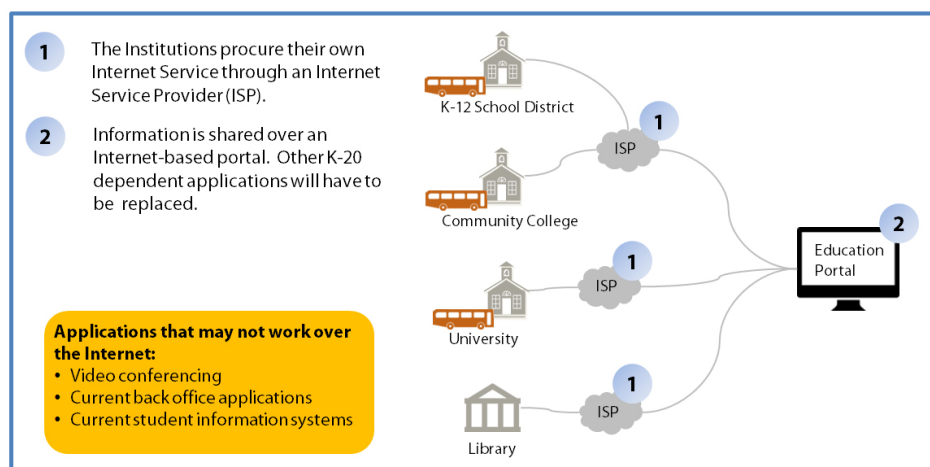 1
The Institutions procure their own
Internet Service through an Internet
Service Provider (ISP).
2
Information is shared over an
Internet-based portal. Other K-20
dependent applications will have to
be replaced.
Applications that may not work over
the Internet:
• Video conferencing
• Current back office applications
• Current student information systems
K-12 School District
1
ISP
Community College
2
Education
Portal
1
ISP
University
1
ISP
Library